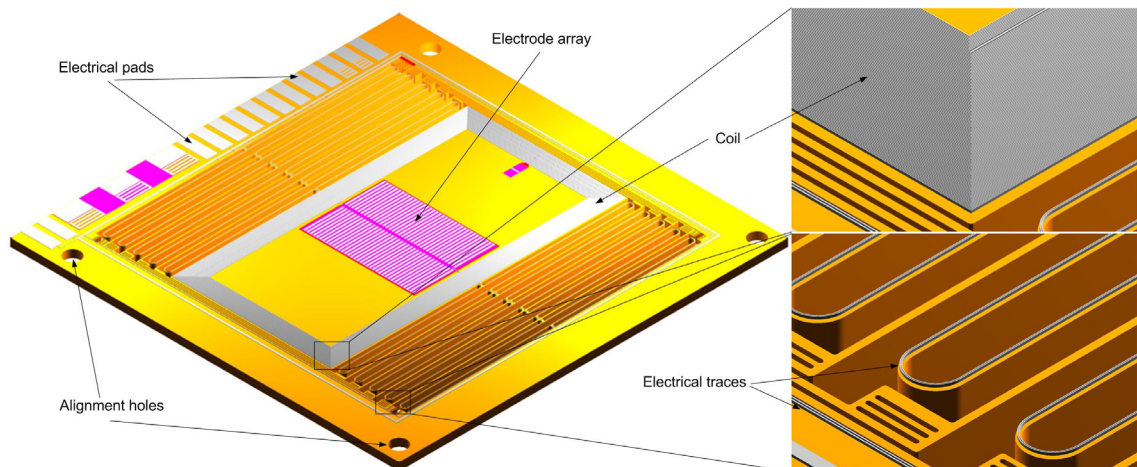 Electrode array
Electrical pads
Coil
Electrical traces
Alignment holes